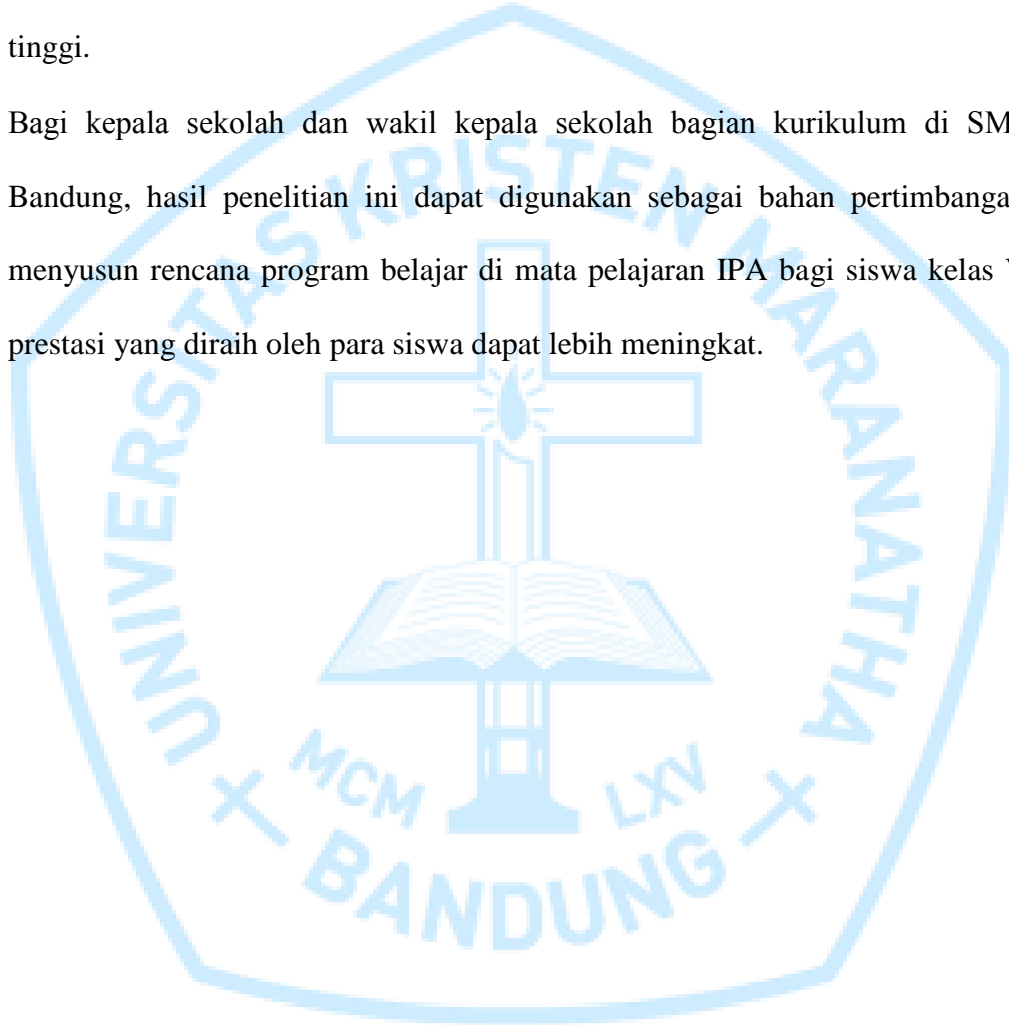 tinggi.
Bagi kepala sekolah dan wakil kepala sekolah bagian kurikulum di SM
Bandung, hasil penelitian ini dapat digunakan sebagai bahan pertimbanga
menyusun rencana program belajar di mata pelajaran IPA bagi siswa kelas V
prestasi yang diraih oleh para siswa dapat lebih meningkat.
UNIVERSITAS KRISTEN MARANATHA
MCM LXV
BANDUNG